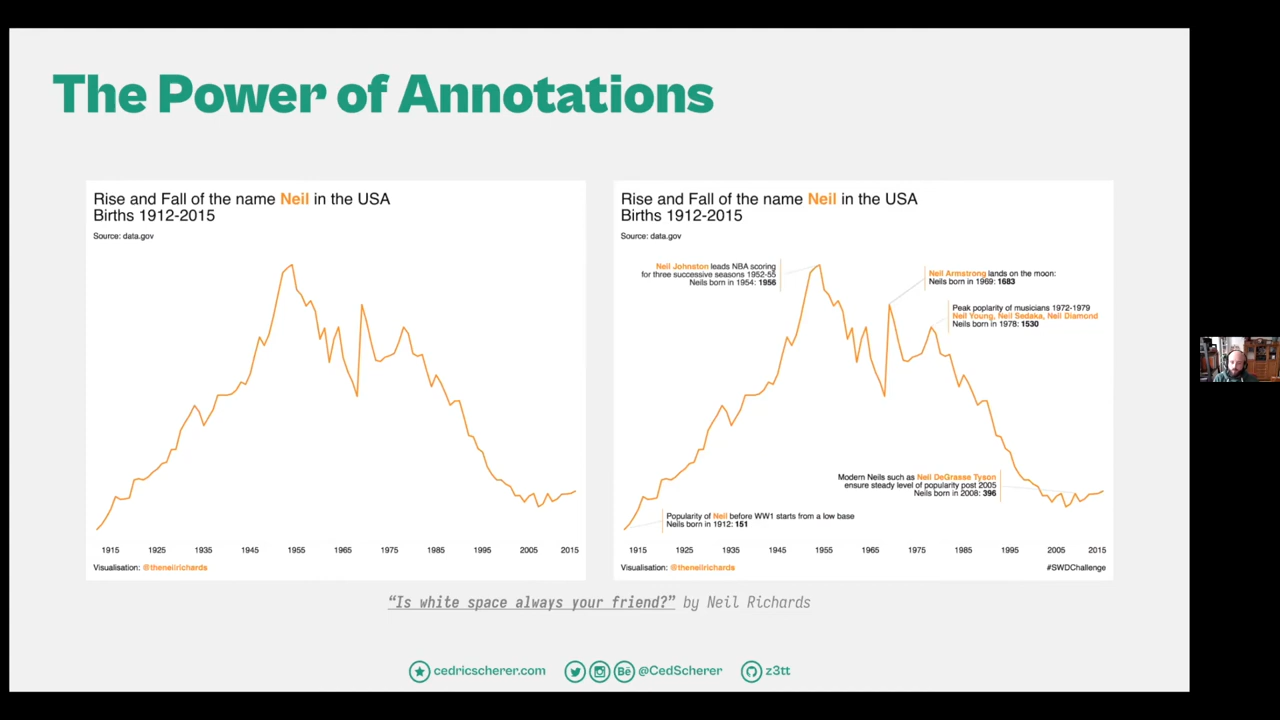 The Power of Annotations
Rise and Fall of the name Neil in the USA
Births 1912-2015
Source: data.gov
1915 1925 1935 1945 1955 1965 1975 1985 1995 2005 2015
Visualisation: @theneilrichards
Rise and Fall of the name Neil in the USA
Births 1912-2015
Source: data.gov
Neil Johnston leads NBA scoring
for three successive seasons 1952-55
Neils born in 1954: 1956
Neil Armstrong lands on the moon:
Neils born in 1969: 1683
Peak poplarity of musicians 1972-1979
Neil Young, Neil Sedaka, Neil Diamond
Neils born in 1978: 1530
Modern Neils such as Neil DeGrasse Tyson
ensure steady level of popularity post 2005
Neils born in 2008: 396
Popularity of Neil before WW1 starts from a low base
Neils born in 1912: 151
1915 1925 1935 1945 1955 1965 1975 1985 1995 2005 2015
Visualisation: @theneilrichards
#SWDChallenge
“Is white space always your friend?” by Neil Richards
cedricscherer.com Bē @CedScherer z3tt